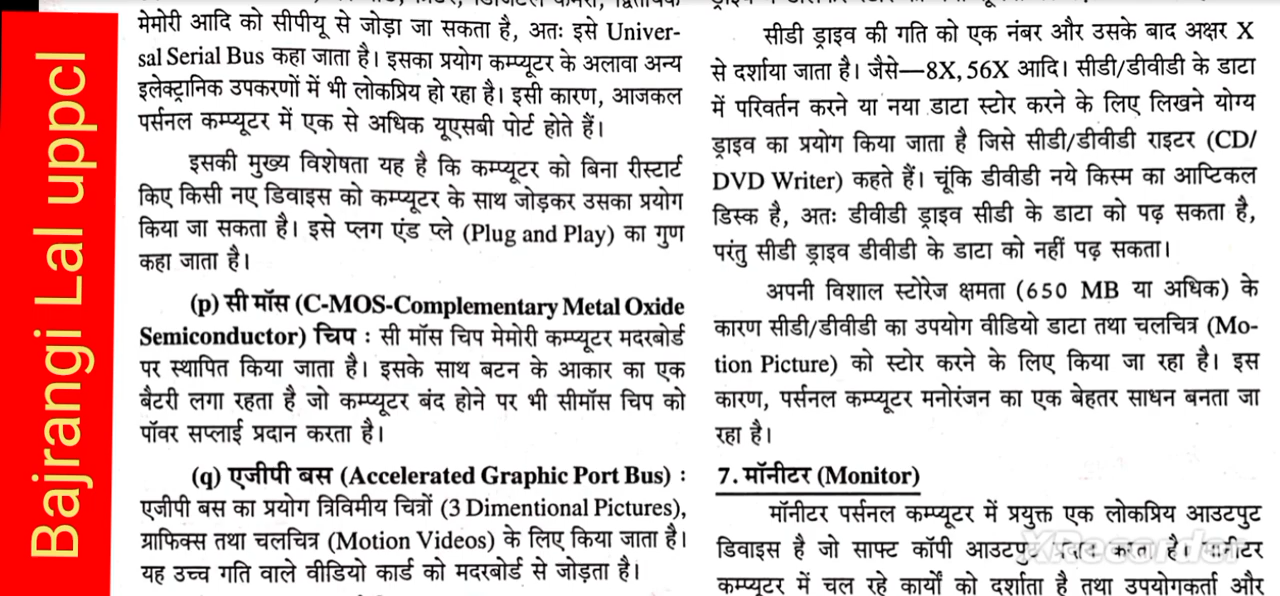 Bajrangi Lal uppcl
मेमोरी आदि को सीपीयू से जोड़ा जा सकता है, अतः इसे Univer-
sal Serial Bus कहा जाता है। इसका प्रयोग कम्प्यूटर के अलावा अन्य
इलेक्ट्रानिक उपकरणों में भी लोकप्रिय हो रहा है। इसी कारण, आजकल
पर्सनल कम्प्यूटर में एक से अधिक यूएसबी पोर्ट होते हैं।
इसकी मुख्य विशेषता यह है कि कम्प्यूटर को बिना रीस्टार्ट
किए किसी नए डिवाइस को कम्प्यूटर के साथ जोड़कर उसका प्रयोग
किया जा सकता है। इसे प्लग एंड प्ले (Plug and Play) का गुण
कहा जाता है।
(p) सी मॉस (C-MOS-Complementary Metal Oxide
Semiconductor) चिप : सी मॉस चिप मेमोरी कम्प्यूटर मदरबोर्ड
पर स्थापित किया जाता है। इसके साथ बटन के आकार का एक
बैटरी लगा रहता है जो कम्प्यूटर बंद होने पर भी सीमॉस चिप को
पॉवर सप्लाई प्रदान करता है।
(q) एजीपी बस (Accelerated Graphic Port Bus) :
एजीपी बस का प्रयोग त्रिविमीय चित्रों (3 Dimentional Pictures),
ग्राफिक्स तथा चलचित्र (Motion Videos) के लिए किया जाता है।
यह उच्च गति वाले वीडियो कार्ड को मदरबोर्ड से जोड़ता है।
सीडी ड्राइव की गति को एक नंबर और उसके बाद अक्षर X
से दर्शाया जाता है। जैसे—8X, 56X आदि। सीडी/डीवीडी के डाटा
में परिवर्तन करने या नया डाटा स्टोर करने के लिए लिखने योग्य
ड्राइव का प्रयोग किया जाता है जिसे सीडी/डीवीडी राइटर (CD/
DVD Writer) कहते हैं। चूंकि डीवीडी नये किस्म का आप्टिकल
डिस्क है, अतः डीवीडी ड्राइव सीडी के डाटा को पढ़ सकता है,
परंतु सीडी ड्राइव डीवीडी के डाटा को नहीं पढ़ सकता।
अपनी विशाल स्टोरेज क्षमता (650 MB या अधिक) के
कारण सीडी/डीवीडी का उपयोग वीडियो डाटा तथा चलचित्र (Mo-
tion Picture) को स्टोर करने के लिए किया जा रहा है। इस
कारण, पर्सनल कम्प्यूटर मनोरंजन का एक बेहतर साधन बनता जा
रहा है।
7. मॉनीटर (Monitor)
मॉनीटर पर्सनल कम्प्यूटर में प्रयुक्त एक लोकप्रिय आउटपुट
डिवाइस है जो साफ्ट कॉपी आउटपुट प्रदान करता है। मानीटर
कम्प्यूटर में चल रहे कार्यों को दर्शाता है तथा उपयोगकर्ता और
XRecorder